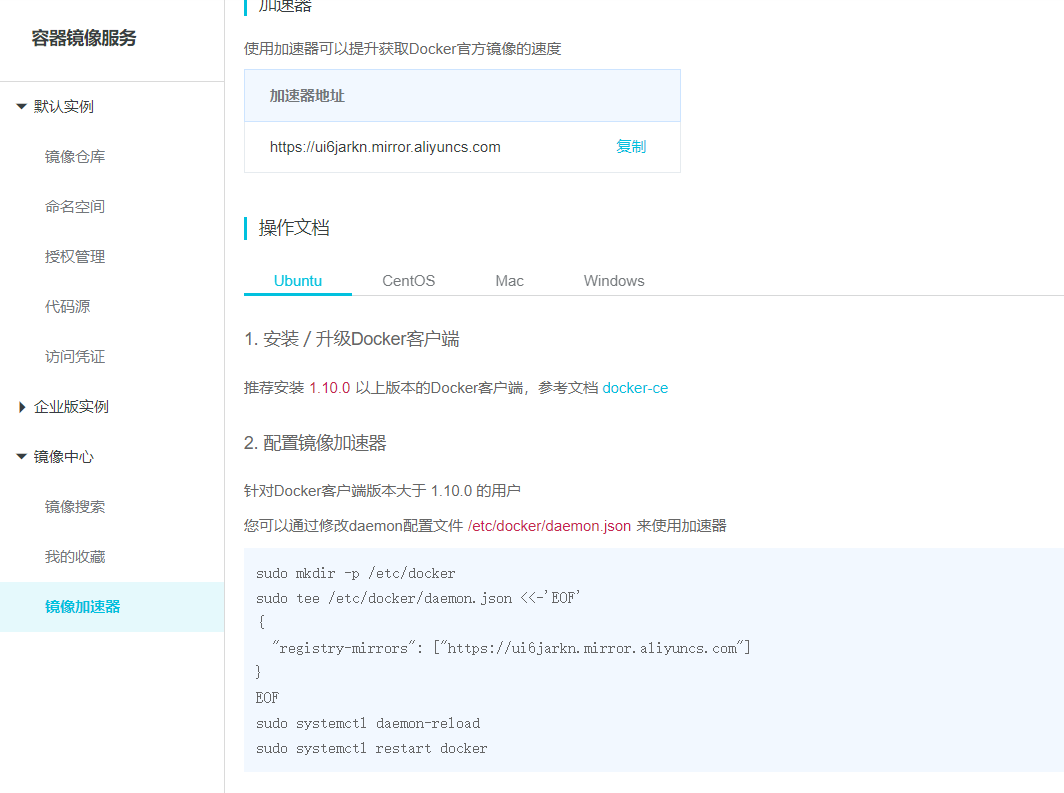 容器镜像服务
默认实例
镜像仓库
命名空间
授权管理
代码源
访问凭证
企业版实例
镜像中心
镜像搜索
我的收藏
镜像加速器
加速器
使用加速器可以提升获取Docker官方镜像的速度
加速器地址
https://ui6jarkn.mirror.aliyuncs.com 复制
操作文档
Ubuntu CentOS Mac Windows
1. 安装 / 升级Docker客户端
推荐安装 1.10.0 以上版本的Docker客户端，参考文档 docker-ce
2. 配置镜像加速器
针对Docker客户端版本大于 1.10.0 的用户
您可以通过修改daemon配置文件 /etc/docker/daemon.json 来使用加速器
sudo mkdir -p /etc/docker
sudo tee /etc/docker/daemon.json <<-'EOF'
{
  "registry-mirrors": ["https://ui6jarkn.mirror.aliyuncs.com"]
}
EOF
sudo systemctl daemon-reload
sudo systemctl restart docker